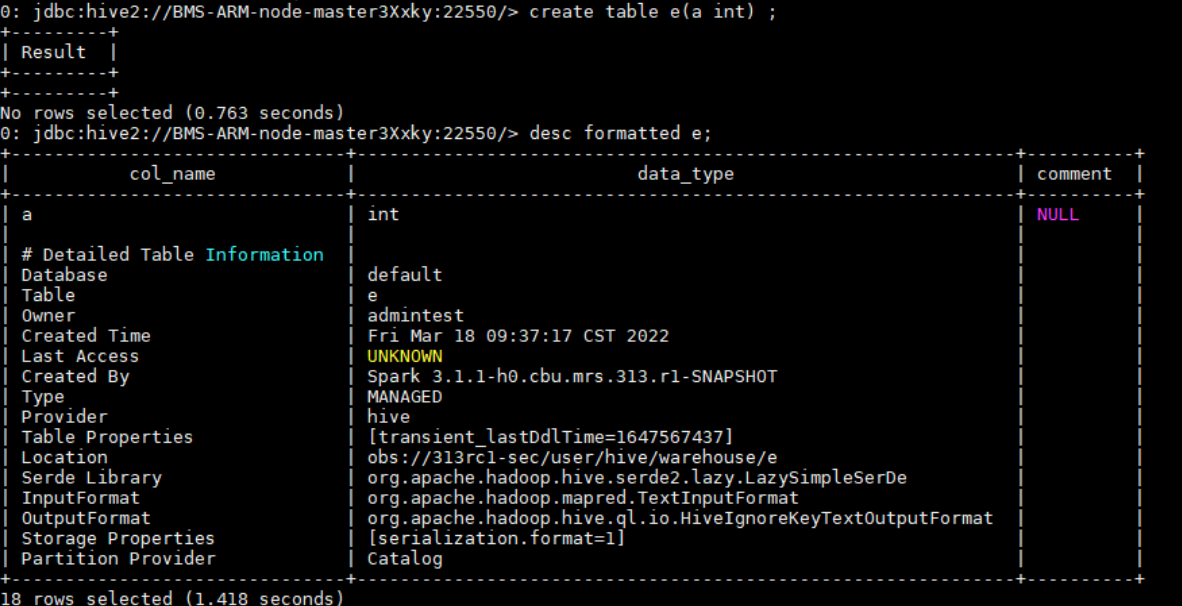 0: jdbc:hive2://BMS-ARM-node-master3Xxky:22550/> create table e(a int) ;
+---------+
| Result  |
+---------+
+---------+
No rows selected (0.763 seconds)
0: jdbc:hive2://BMS-ARM-node-master3Xxky:22550/> desc formatted e;
+-------------------------------+-------------------------------------------------------------+----------+
|           col_name            |                          data_type                          | comment  |
+-------------------------------+-------------------------------------------------------------+----------+
| a                             | int                                                         | NULL     |
|                               |                                                             |          |
| # Detailed Table Information  |                                                             |          |
| Database                      | default                                                     |          |
| Table                         | e                                                           |          |
| Owner                         | admintest                                                   |          |
| Created Time                  | Fri Mar 18 09:37:17 CST 2022                                |          |
| Last Access                   | UNKNOWN                                                     |          |
| Created By                    | Spark 3.1.1-h0.cbu.mrs.313.r1-SNAPSHOT                      |          |
| Type                          | MANAGED                                                     |          |
| Provider                      | hive                                                        |          |
| Table Properties              | [transient_lastDdlTime=1647567437]                          |          |
| Location                      | obs://313rc1-sec/user/hive/warehouse/e                      |          |
| Serde Library                 | org.apache.hadoop.hive.serde2.lazy.LazySimpleSerDe          |          |
| InputFormat                   | org.apache.hadoop.mapred.TextInputFormat                    |          |
| OutputFormat                  | org.apache.hadoop.hive.ql.io.HiveIgnoreKeyTextOutputFormat  |          |
| Storage Properties            | [serialization.format=1]                                    |          |
| Partition Provider            | Catalog                                                     |          |
+-------------------------------+-------------------------------------------------------------+----------+
18 rows selected (1.418 seconds)